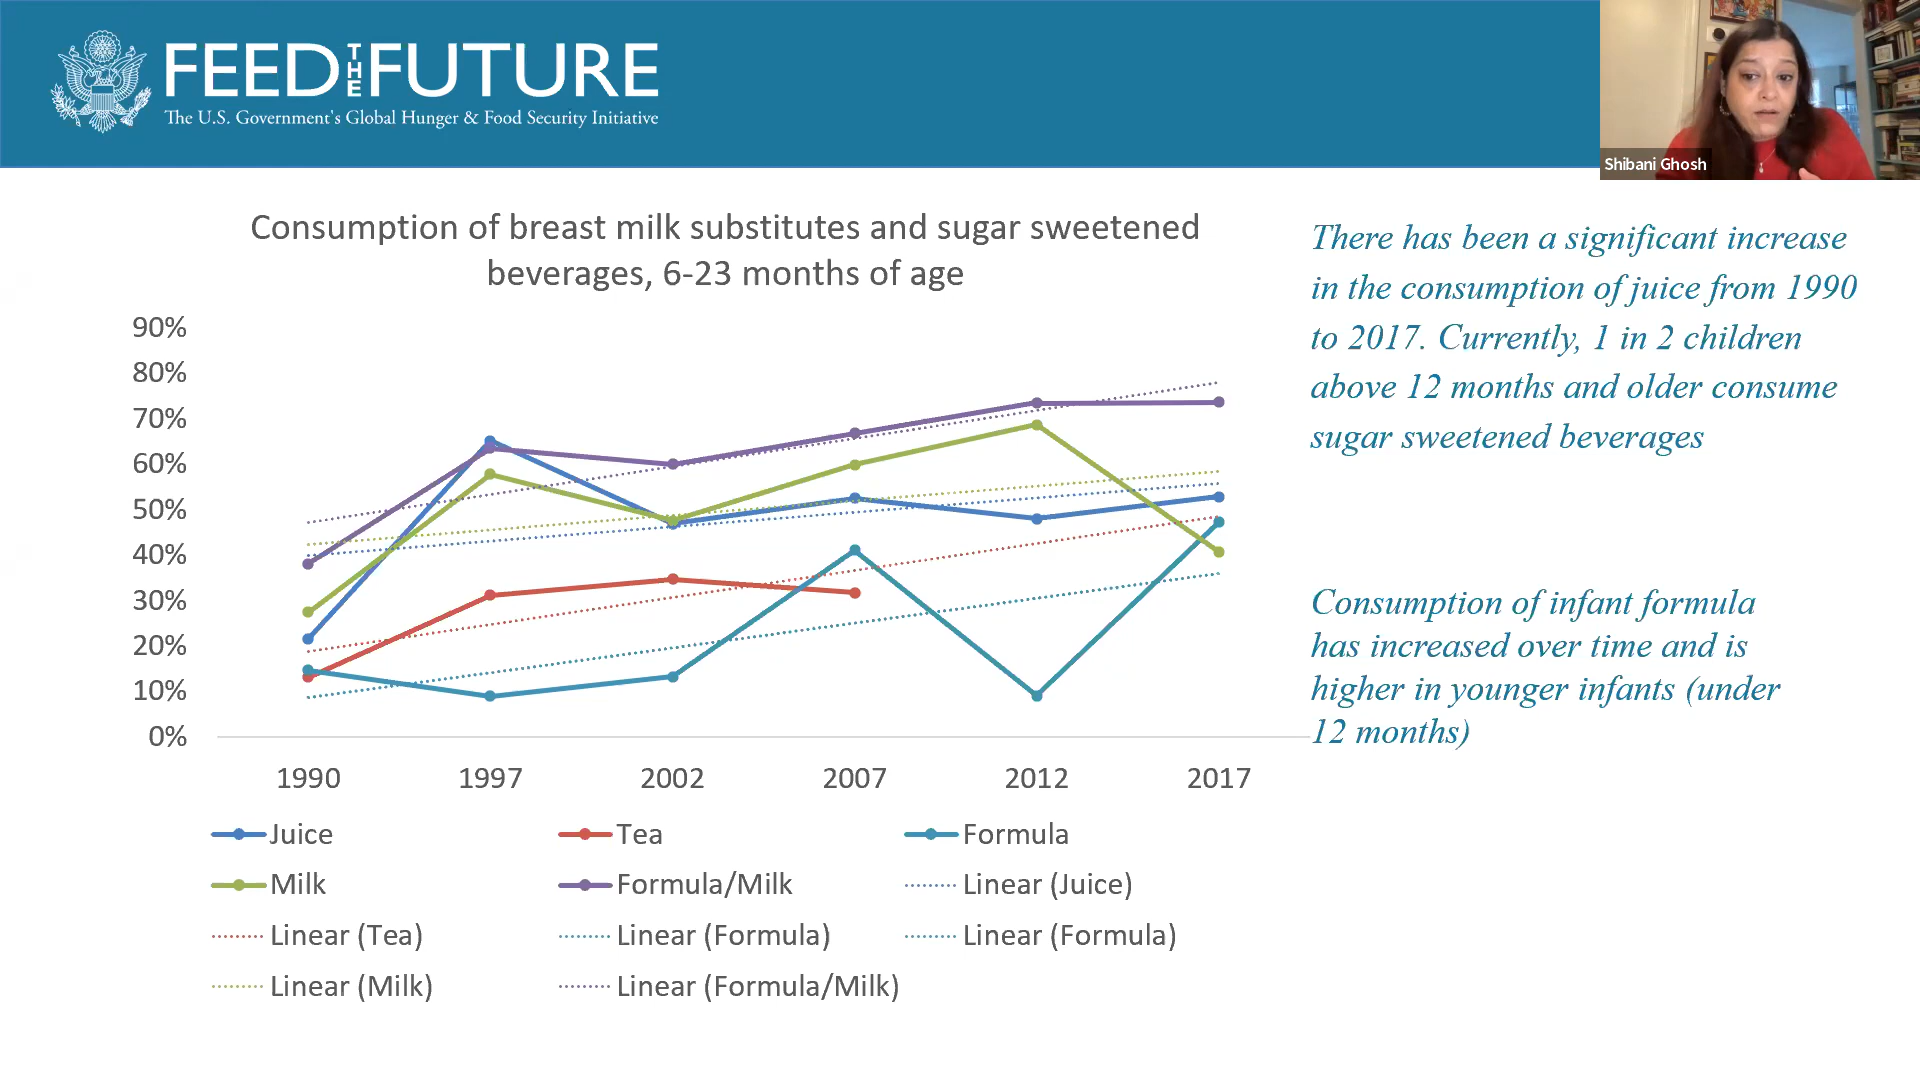 FEED THE FUTURE
The U.S. Government's Global Hunger & Food Security Initiative
Shibani Ghosh
Consumption of breast milk substitutes and sugar sweetened
beverages, 6-23 months of age
90%
80%
70%
60%
50%
40%
30%
20%
10%
0%
1990 1997 2002 2007 2012 2017
Juice Tea Formula
Milk Formula/Milk Linear (Juice)
Linear (Tea) Linear (Formula) Linear (Formula)
Linear (Milk) Linear (Formula/Milk)
There has been a significant increase
in the consumption of juice from 1990
to 2017. Currently, 1 in 2 children
above 12 months and older consume
sugar sweetened beverages
Consumption of infant formula
has increased over time and is
higher in younger infants (under
12 months)